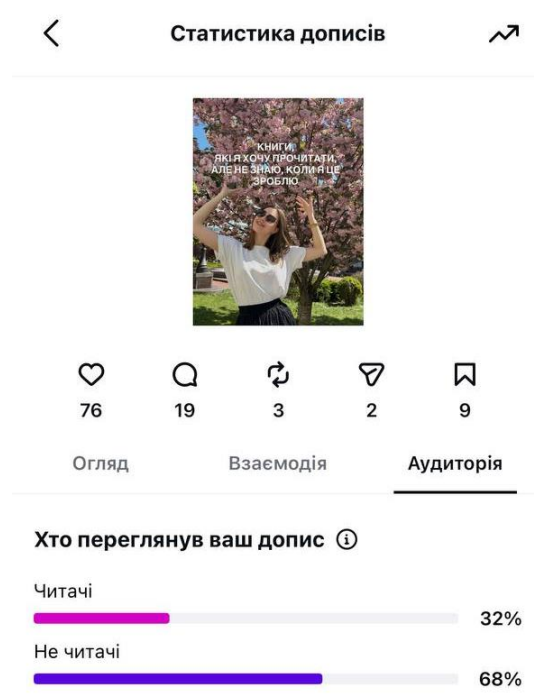 Статистика дописів
КНИГИ,
ЯКІ Я ХОЧУ ПРОЧИТАТИ,
АЛЕ НЕ ЗНАЮ, КОЛИ Я ЦЕ
ЗРОБЛЮ
76 19 3 2 9
Огляд Взаємодія Аудиторія
Хто переглянув ваш допис
Читачі
32%
Не читачі
68%